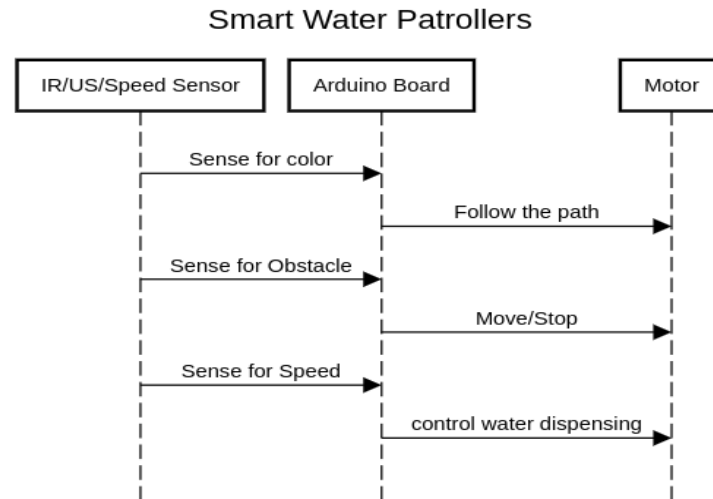 Smart Water Patrollers
IR/US/Speed Sensor
Arduino Board
Motor
Sense for color
Follow the path
Sense for Obstacle
Move/Stop
Sense for Speed
control water dispensing